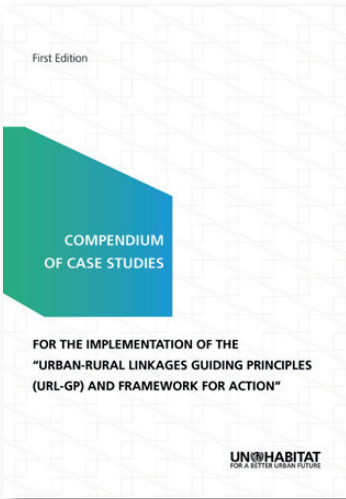 First Edition
COMPENDIUM
OF CASE STUDIES
FOR THE IMPLEMENTATION OF THE
“URBAN-RURAL LINKAGES GUIDING PRINCIPLES
(URL-GP) AND FRAMEWORK FOR ACTION”
UN HABITAT
FOR A BETTER URBAN FUTURE